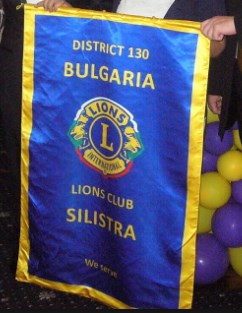 DISTRICT 130
BULGARIA
LIONS
L
INTERNATIONAL
LIONS CLUB
SILISTRA
We serve